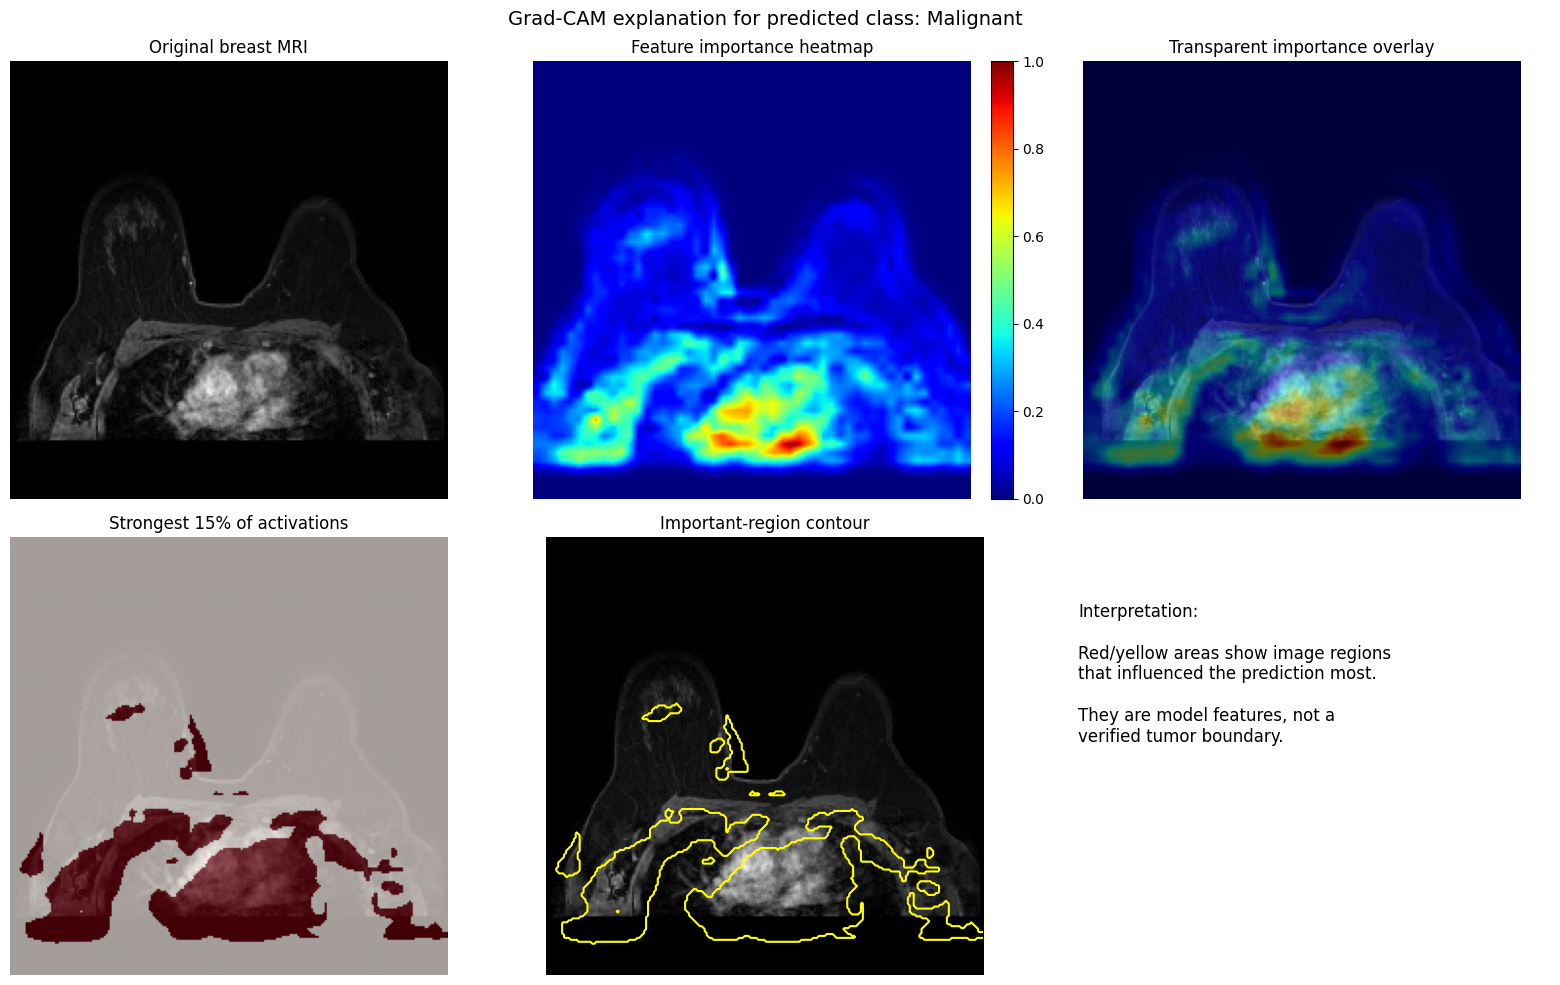 Grad-CAM explanation for predicted class: Malignant
Original breast MRI
Feature importance heatmap
Transparent importance overlay
1.0
0.8
0.6
0.4
0.2
0.0
Strongest 15% of activations
Important-region contour
Interpretation:
Red/yellow areas show image regions
that influenced the prediction most.
They are model features, not a
verified tumor boundary.